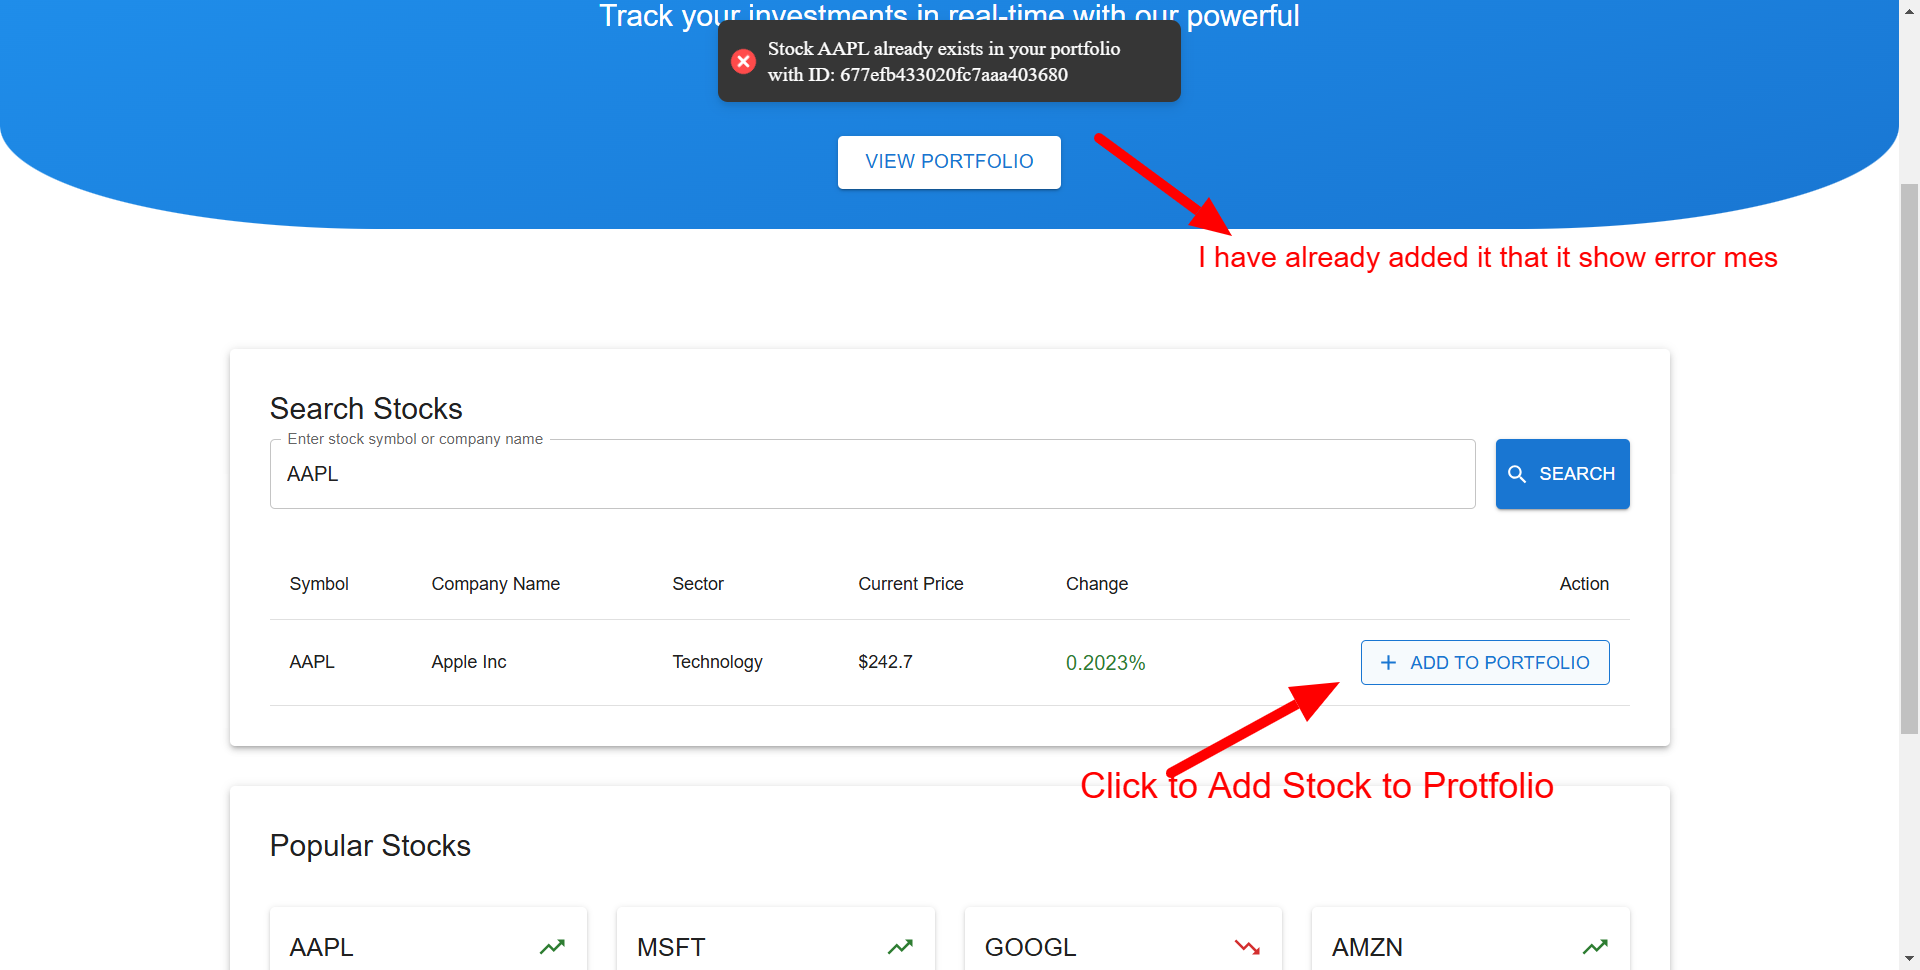 Track your investments in real-time with our powerful
Stock AAPL already exists in your portfolio
with ID: 677efb433020fc7aaa403680
VIEW PORTFOLIO
I have already added it that it show error mes
Search Stocks
Enter stock symbol or company name
AAPL
SEARCH
Symbol Company Name Sector Current Price Change Action
AAPL Apple Inc Technology $242.7 0.2023% + ADD TO PORTFOLIO
Click to Add Stock to Protfolio
Popular Stocks
AAPL MSFT GOOGL AMZN